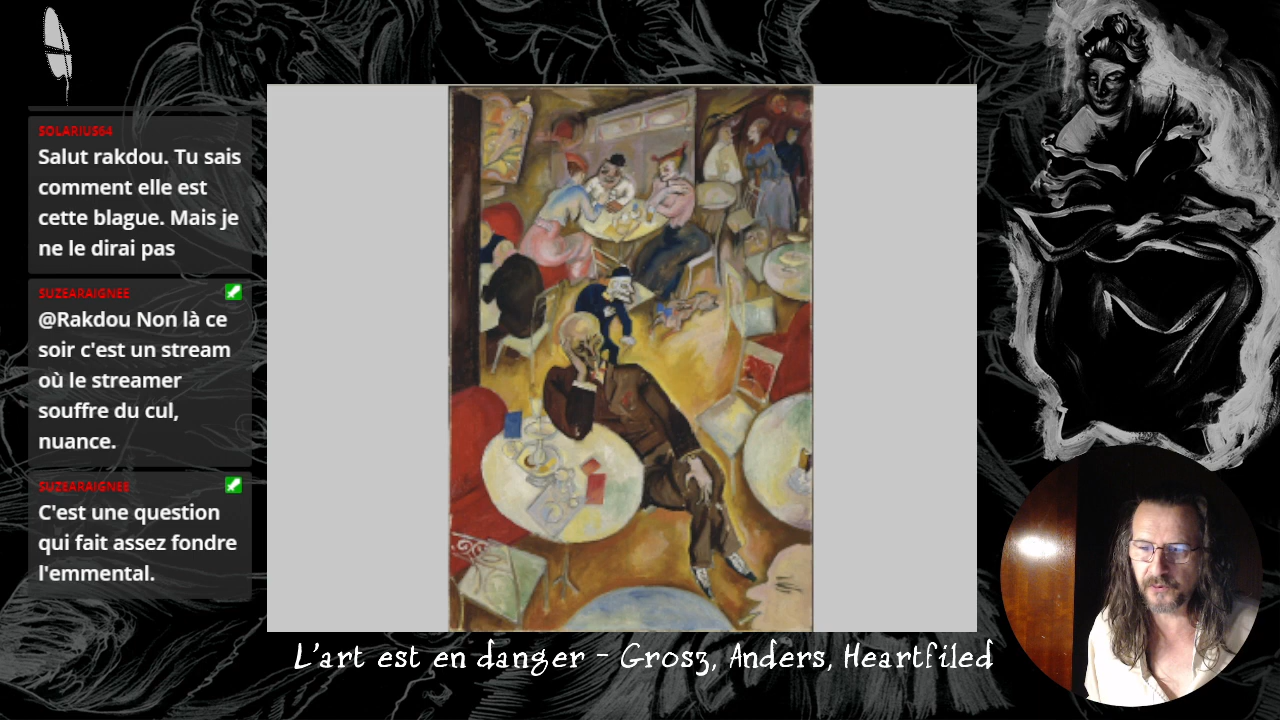 SOLARIUS64
Salut rakdou. Tu sais
comment elle est
cette blague. Mais je
ne le dirai pas
SUZEARAIGNEE
@Rakdou Non là ce
soir c'est un stream
où le streamer
souffre du cul,
nuance.
SUZEARAIGNEE
C'est une question
qui fait assez fondre
l'emmental.
L'art est en danger - Grosz, Anders, Heartfiled